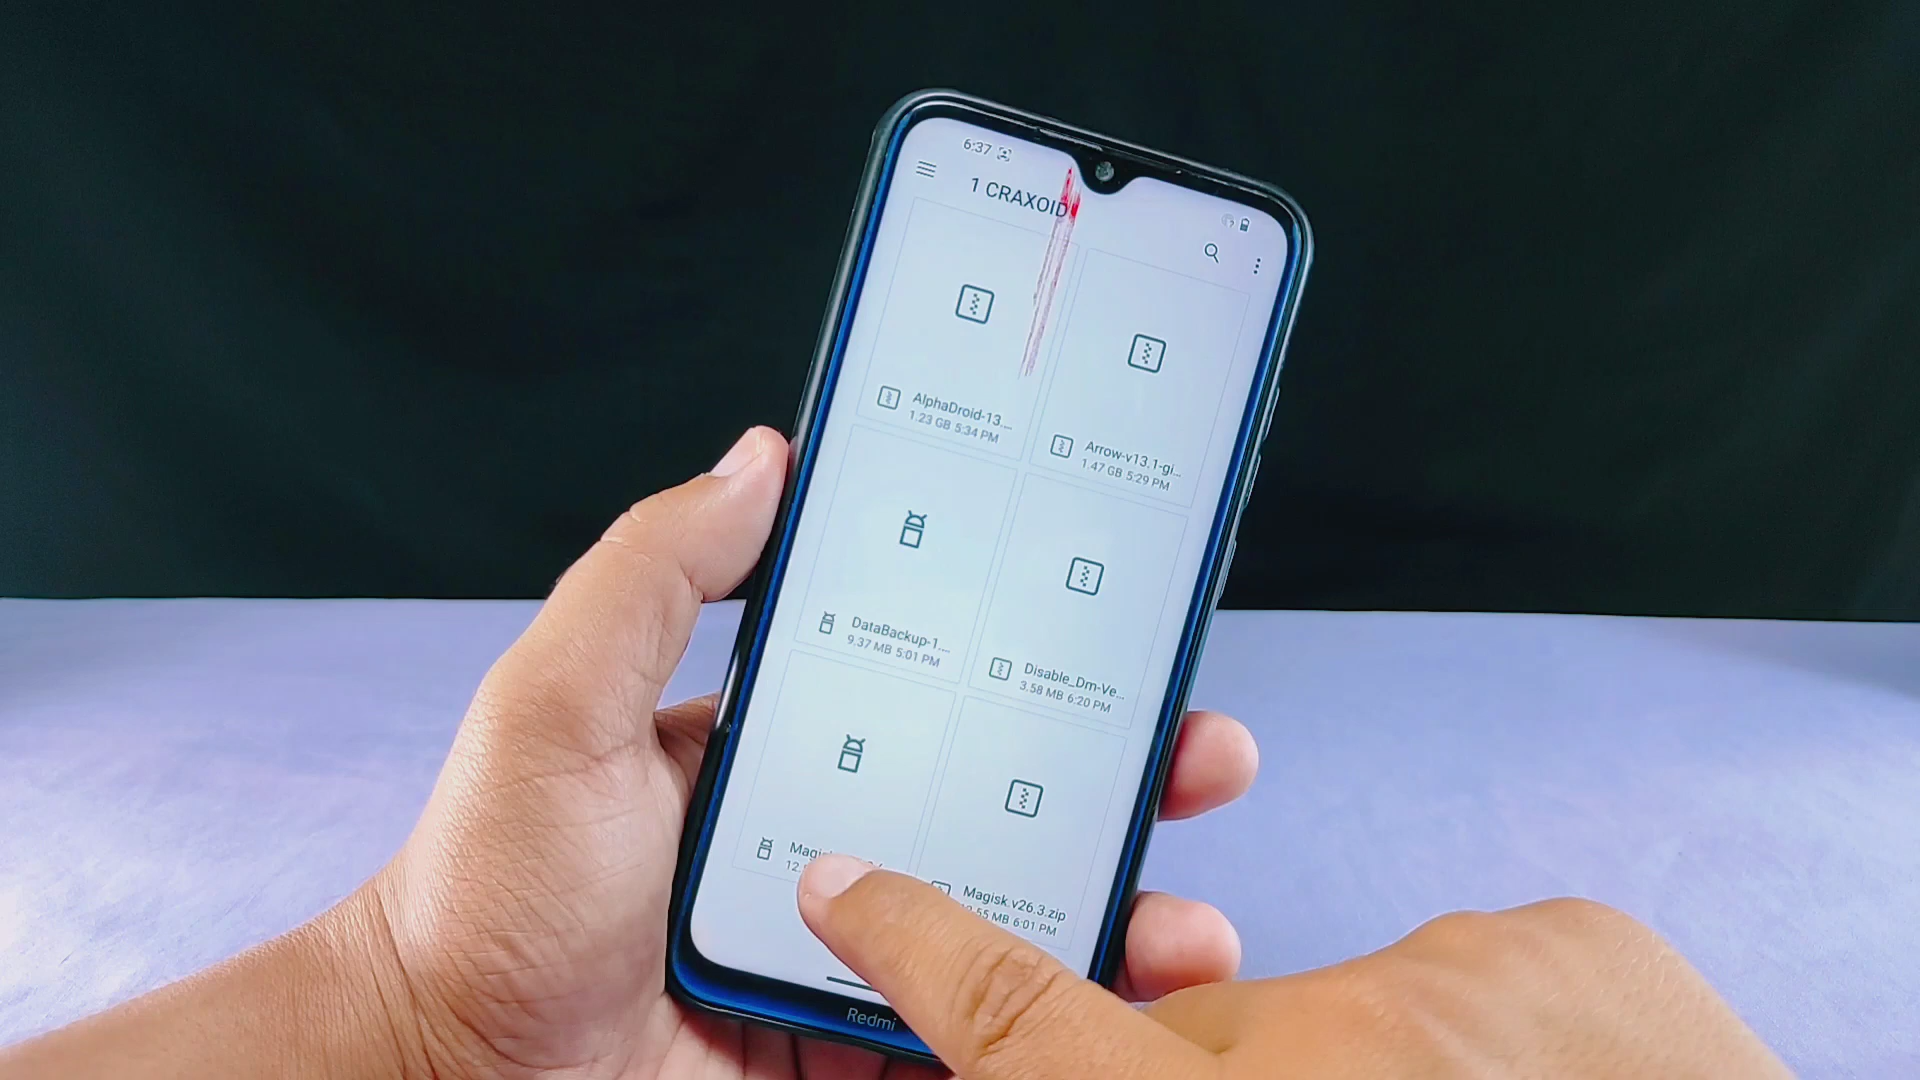 6:37
1 CRAXOID
AlphaDroid-13....
1.23 GB 5:34 PM
Arrow-v13.1-gi...
1.47 GB 5:29 PM
DataBackup-1....
9.37 MB 5:01 PM
Disable_Dm-Ve...
3.58 MB 6:20 PM
Magisk.v26.3.zip
MB 6:01 PM
Redmi